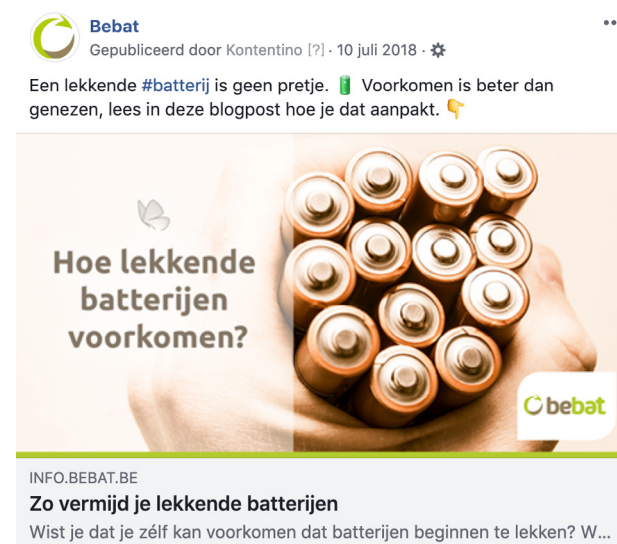 Bebat
Gepubliceerd door Kontentino [?] · 10 juli 2018 ·
Een lekkende #batterij is geen pretje. Voorkomen is beter dan
genezen, lees in deze blogpost hoe je dat aanpakt.
Hoe lekkende
batterijen
voorkomen?
bebat
INFO.BEBAT.BE
Zo vermijd je lekkende batterijen
Wist je dat je zélf kan voorkomen dat batterijen beginnen te lekken? W...